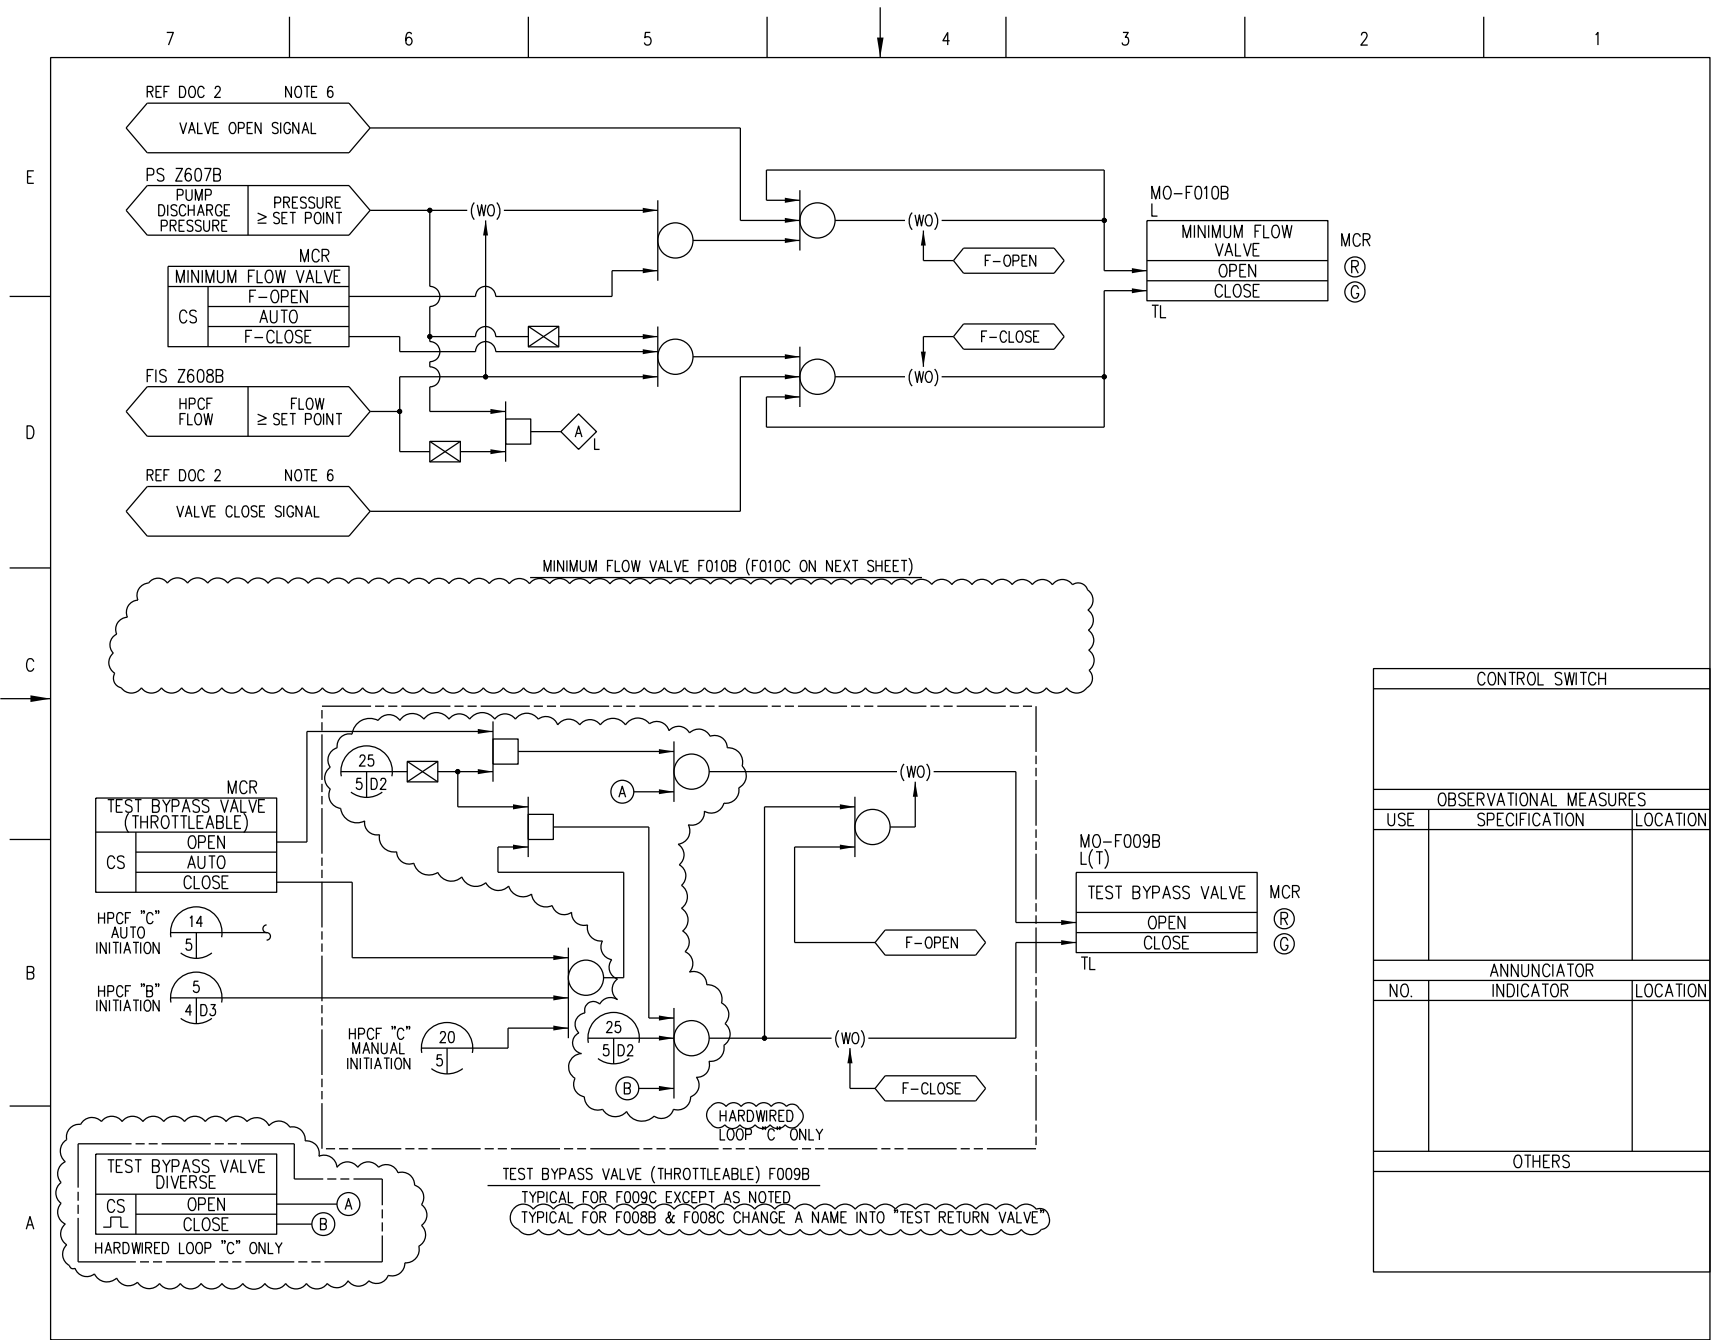 7 6 5 4 3 2 1
E
D
C
B
A
REF DOC 2 NOTE 6
VALVE OPEN SIGNAL
PS Z607B
PUMP
DISCHARGE
PRESSURE
PRESSURE
≥ SET POINT
(WO)
MCR
MINIMUM FLOW VALVE
CS
F-OPEN
AUTO
F-CLOSE
FIS Z608B
HPCF
FLOW
FLOW
≥ SET POINT
A
L
REF DOC 2 NOTE 6
VALVE CLOSE SIGNAL
(WO)
F-OPEN
F-CLOSE
(WO)
MO-F010B
L
MINIMUM FLOW
VALVE
OPEN
CLOSE
TL
MCR
R
G
MINIMUM FLOW VALVE F010B (F010C ON NEXT SHEET)
MCR
TEST BYPASS VALVE
(THROTTLEABLE)
CS
OPEN
AUTO
CLOSE
25
5 D2
A
(WO)
HPCF "C"
AUTO
INITIATION
14
5
HPCF "B"
INITIATION
5
4 D3
HPCF "C"
MANUAL
INITIATION
20
5
25
5 D2
B
F-OPEN
(WO)
F-CLOSE
HARDWIRED
LOOP "C" ONLY
MO-F009B
L(T)
TEST BYPASS VALVE
OPEN
CLOSE
TL
MCR
R
G
TEST BYPASS VALVE
DIVERSE
CS
OPEN
CLOSE
A
B
HARDWIRED LOOP "C" ONLY
TEST BYPASS VALVE (THROTTLEABLE) F009B
TYPICAL FOR F009C EXCEPT AS NOTED
TYPICAL FOR F008B & F008C CHANGE A NAME INTO "TEST RETURN VALVE"
CONTROL SWITCH
OBSERVATIONAL MEASURES
USE SPECIFICATION LOCATION
ANNUNCIATOR
NO. INDICATOR LOCATION
OTHERS